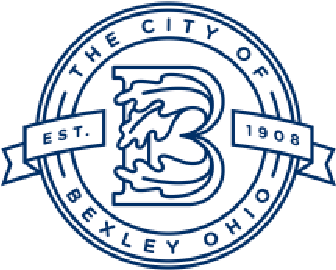 THE CITY OF
B
EST.
1908
BEXLEY OHIO